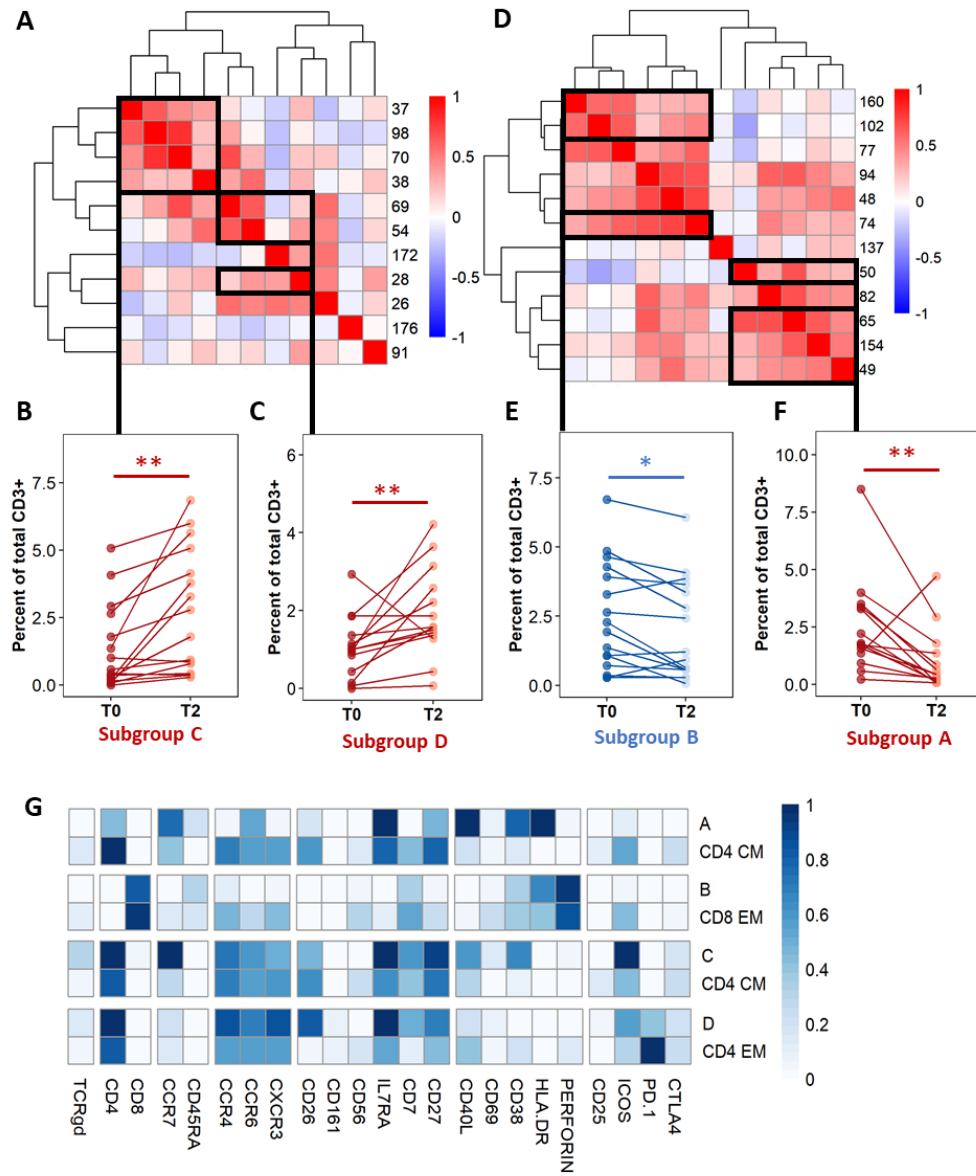 A
D
1
0.5
0
-0.5
-1
37
98
70
38
69
54
172
28
26
176
91
1
0.5
0
-0.5
-1
160
102
77
94
48
74
137
50
82
65
154
49
B
C
E
F
Percent of total CD3+
7.5
5.0
2.5
0.0
**
T0 T2
Subgroup C
Percent of total CD3+
6
4
2
0
**
T0 T2
Subgroup D
Percent of total CD3+
7.5
5.0
2.5
0.0
*
T0 T2
Subgroup B
Percent of total CD3+
10.0
7.5
5.0
2.5
0.0
**
T0 T2
Subgroup A
G
A
CD4 CM
B
CD8 EM
C
CD4 CM
D
CD4 EM
1
0.8
0.6
0.4
0.2
0
TCRgd
CD4
CD8
CCR7
CD45RA
CCR4
CCR6
CXCR3
CD26
CD161
CD56
IL7RA
CD7
CD27
CD40L
CD69
CD38
HLA.DR
PERFORIN
CD25
ICOS
PD.1
CTLA4